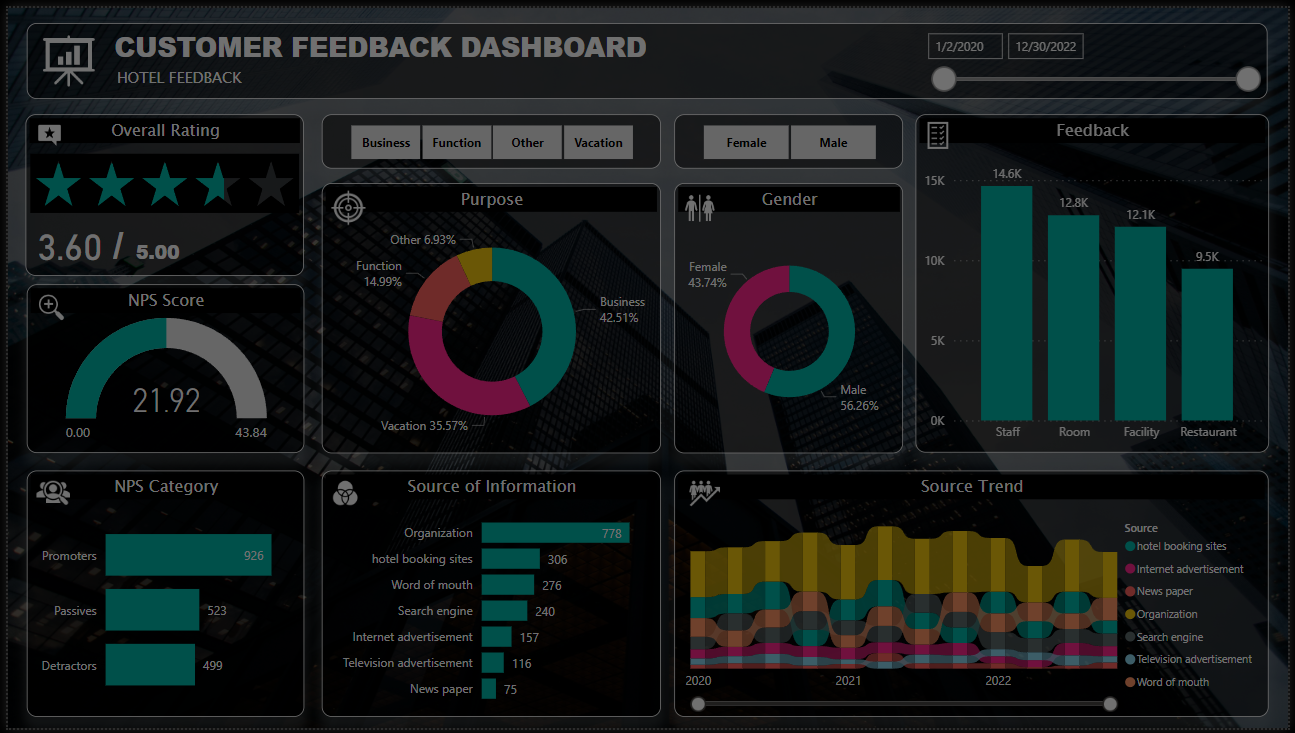 CUSTOMER FEEDBACK DASHBOARD
HOTEL FEEDBACK
1/2/2020
12/30/2022
Overall Rating
3.60 / 5.00
Business
Function
Other
Vacation
Female
Male
Feedback
15K
10K
5K
0K
14.6K
12.8K
12.1K
9.5K
Staff
Room
Facility
Restaurant
Purpose
Other 6.93%
Function
14.99%
Business
42.51%
Vacation 35.57%
Gender
Female
43.74%
Male
56.26%
NPS Score
21.92
0.00
43.84
NPS Category
Promoters
926
Passives
523
Detractors
499
Source of Information
Organization
778
hotel booking sites
306
Word of mouth
276
Search engine
240
Internet advertisement
157
Television advertisement
116
News paper
75
Source Trend
2020
2021
2022
Source
hotel booking sites
Internet advertisement
News paper
Organization
Search engine
Television advertisement
Word of mouth